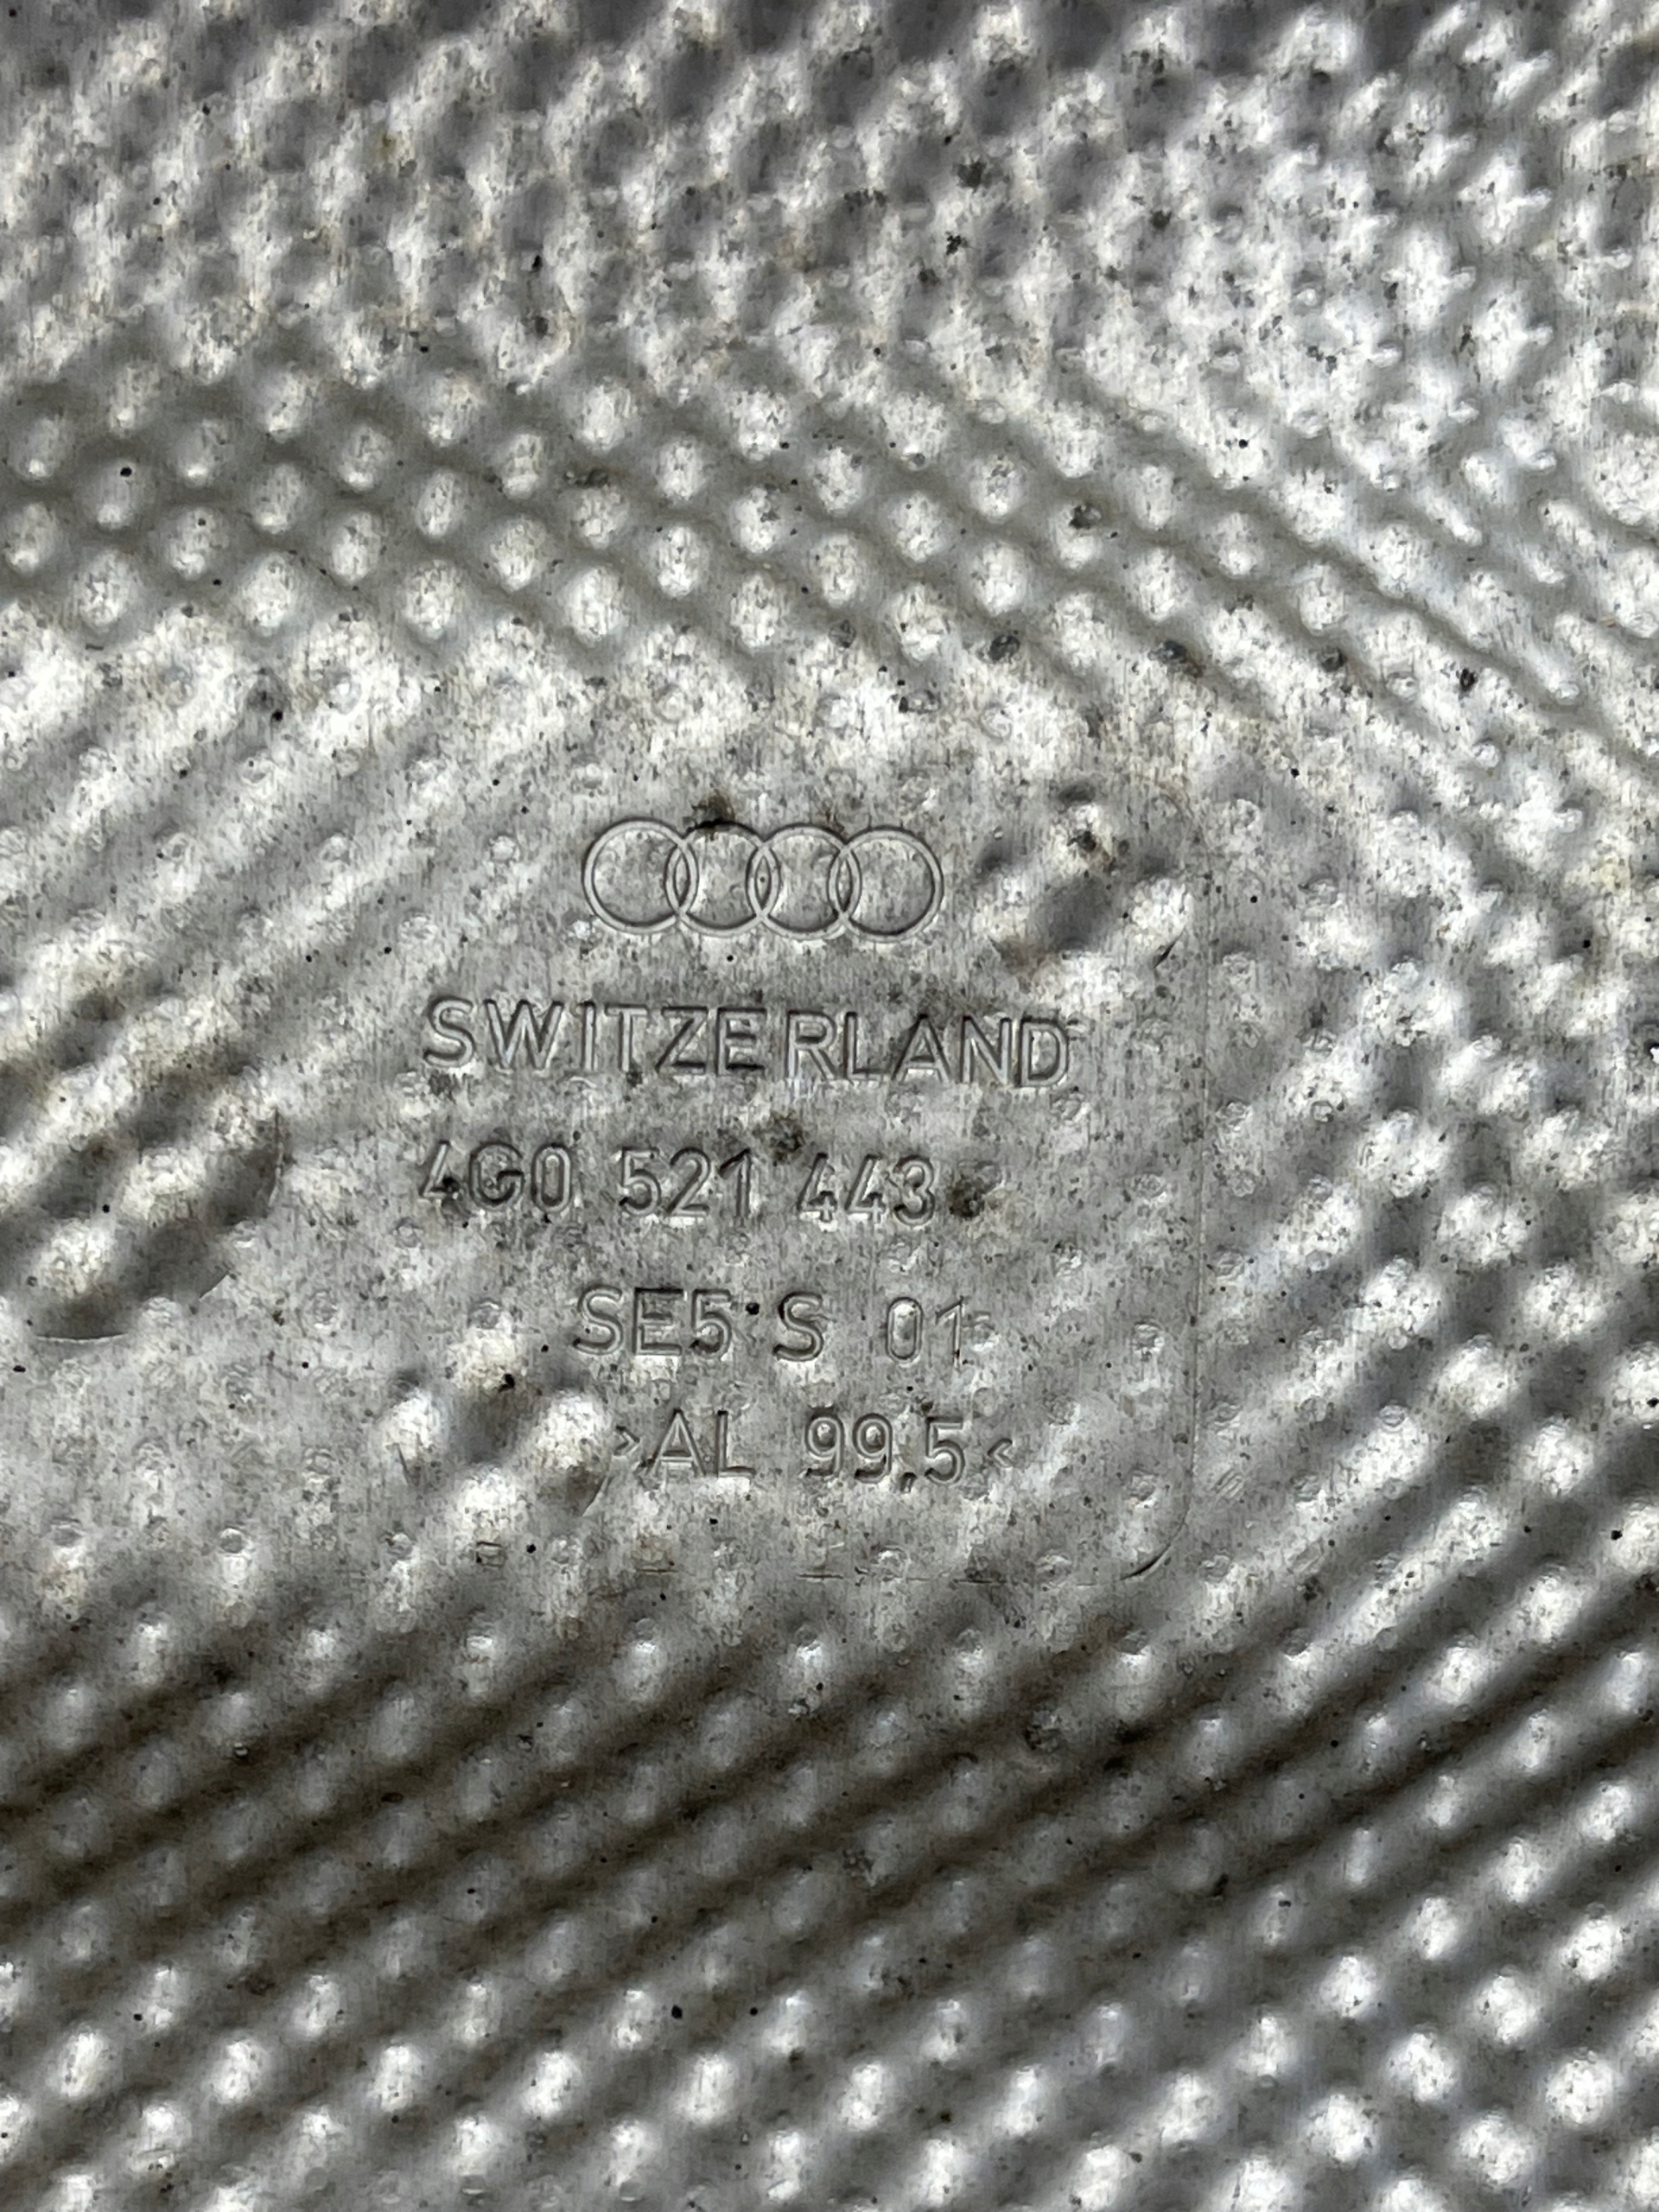 SWITZERLAND
4G0 521 443
SE5 S 01
>AL 99.5<